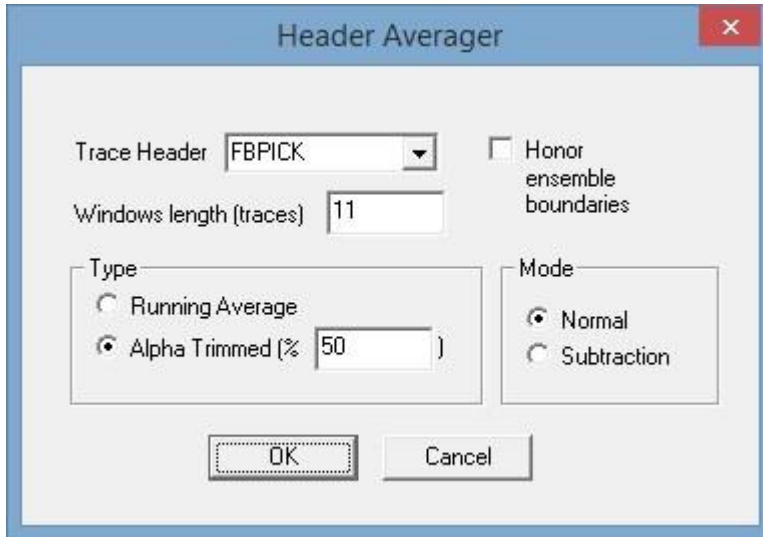 Header Averager
Trace Header FBPICK
Honor
ensemble
boundaries
Windows length (traces) 11
Type
Running Average
Alpha Trimmed (% 50 )
Mode
Normal
Subtraction
OK Cancel